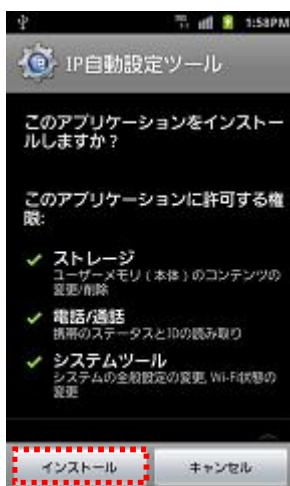 1:58PM
IP自動設定ツール
このアプリケーションをインストー
ルしますか？
このアプリケーションに許可する権
限:
ストレージ
ユーザーメモリ(本体)のコンテンツの
変更/削除
電話/通話
携帯のステータスとIDの読み取り
システムツール
システムの全般設定の変更, Wi-Fi状態の
変更
インストール
キャンセル